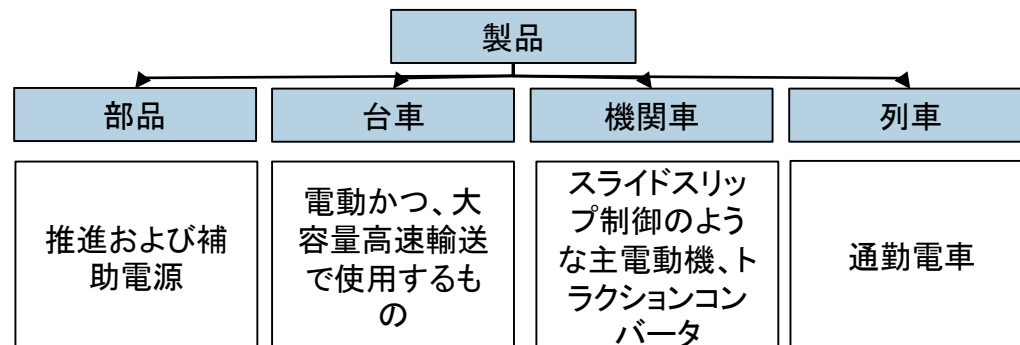 製品
部品
台車
機関車
列車
推進および補
助電源
電動かつ、大
容量高速輸送
で使用するも
の
スライドスリッ
プ制御のよう
な主電動機、ト
ラクションコン
バータ
通勤電車